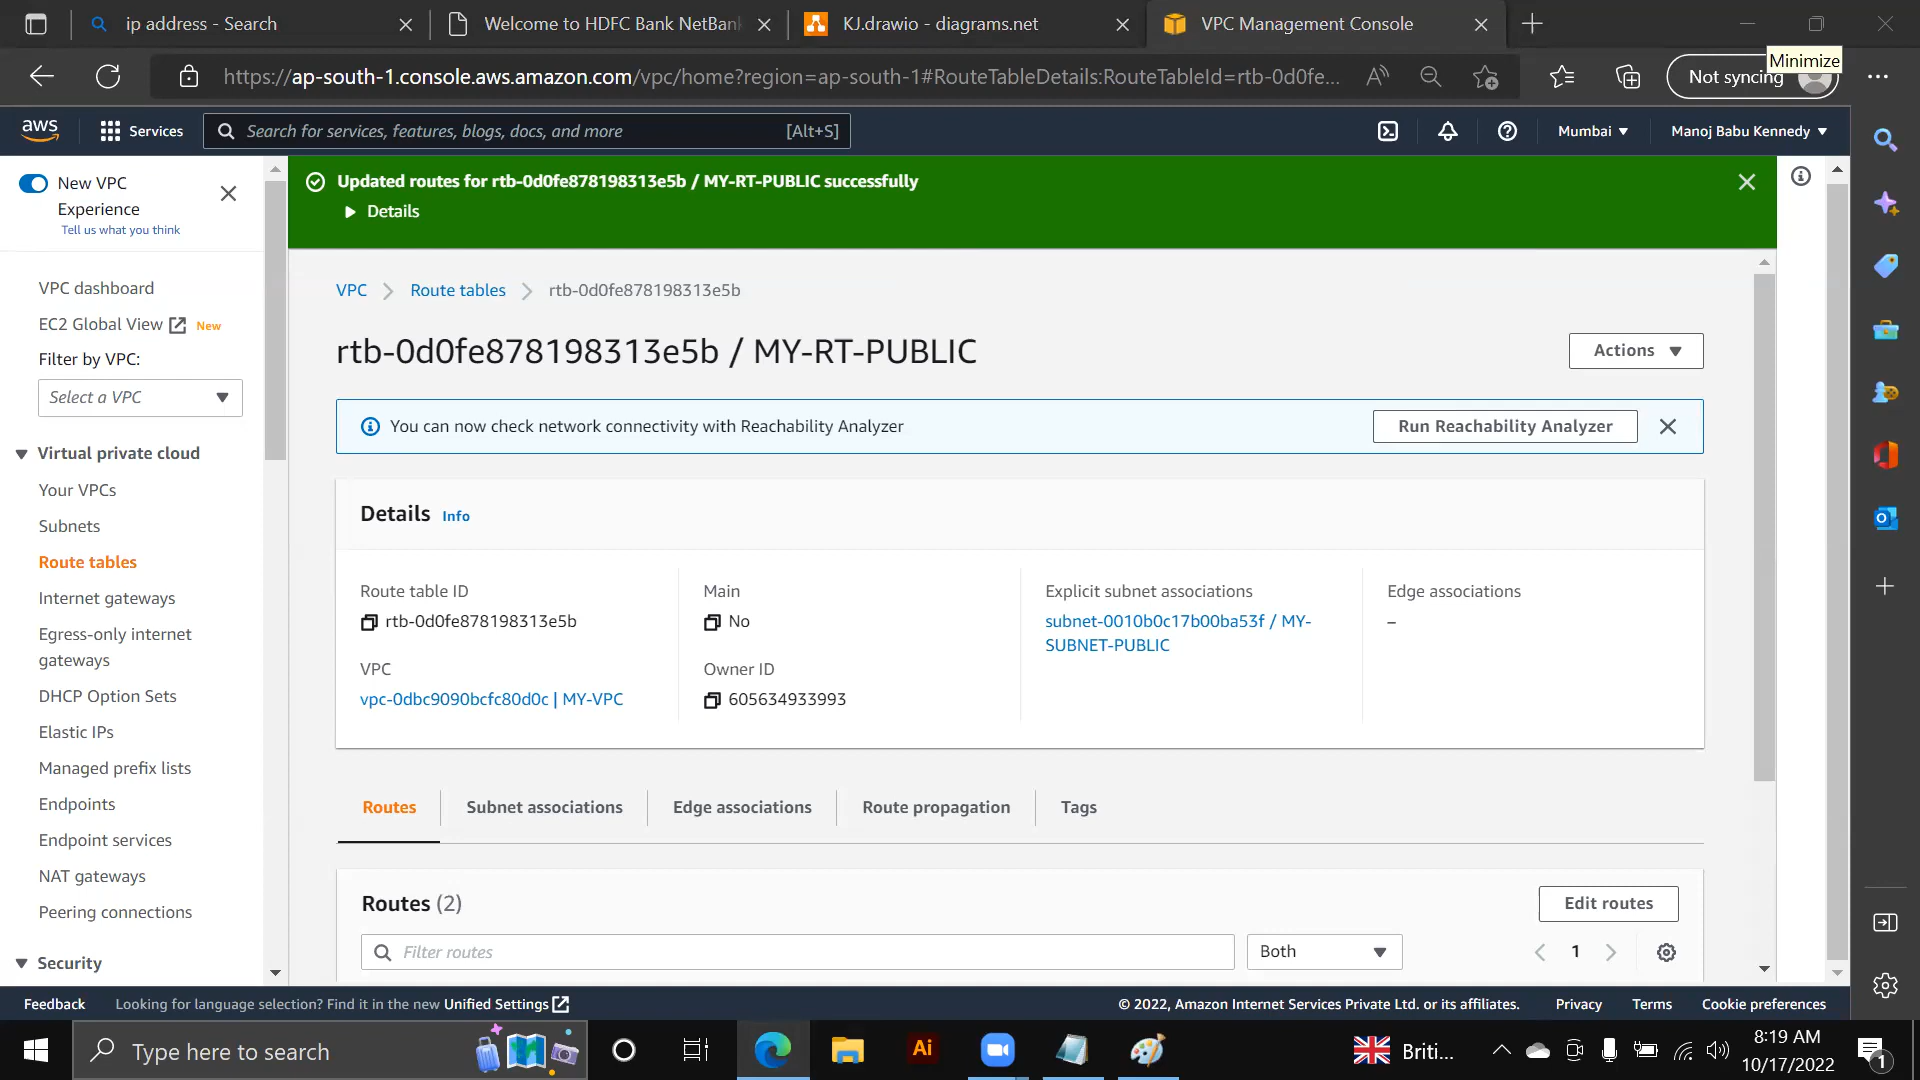 ip address - Search
Welcome to HDFC Bank NetBank
KJ.drawio - diagrams.net
VPC Management Console
https://ap-south-1.console.aws.amazon.com/vpc/home?region=ap-south-1#RouteTableDetails:RouteTableId=rtb-0d0fe...
Not syncing
Minimize
aws
Services
Search for services, features, blogs, docs, and more
[Alt+S]
Mumbai
Manoj Babu Kennedy
New VPC
Experience
Tell us what you think
Updated routes for rtb-0d0fe878198313e5b / MY-RT-PUBLIC successfully
Details
VPC dashboard
EC2 Global View New
Filter by VPC:
Select a VPC
Virtual private cloud
Your VPCs
Subnets
Route tables
Internet gateways
Egress-only internet
gateways
DHCP Option Sets
Elastic IPs
Managed prefix lists
Endpoints
Endpoint services
NAT gateways
Peering connections
Security
VPC
Route tables
rtb-0d0fe878198313e5b
rtb-0d0fe878198313e5b / MY-RT-PUBLIC
Actions
You can now check network connectivity with Reachability Analyzer
Run Reachability Analyzer
Details Info
Route table ID
rtb-0d0fe878198313e5b
VPC
vpc-0dbc9090bcfc80d0c | MY-VPC
Main
No
Owner ID
605634933993
Explicit subnet associations
subnet-0010b0c17b00ba53f / MY-
SUBNET-PUBLIC
Edge associations
–
Routes
Subnet associations
Edge associations
Route propagation
Tags
Routes (2)
Edit routes
Filter routes
Both
1
Feedback
Looking for language selection? Find it in the new Unified Settings
© 2022, Amazon Internet Services Private Ltd. or its affiliates.
Privacy
Terms
Cookie preferences
Type here to search
Ai
Briti...
8:19 AM
10/17/2022
1